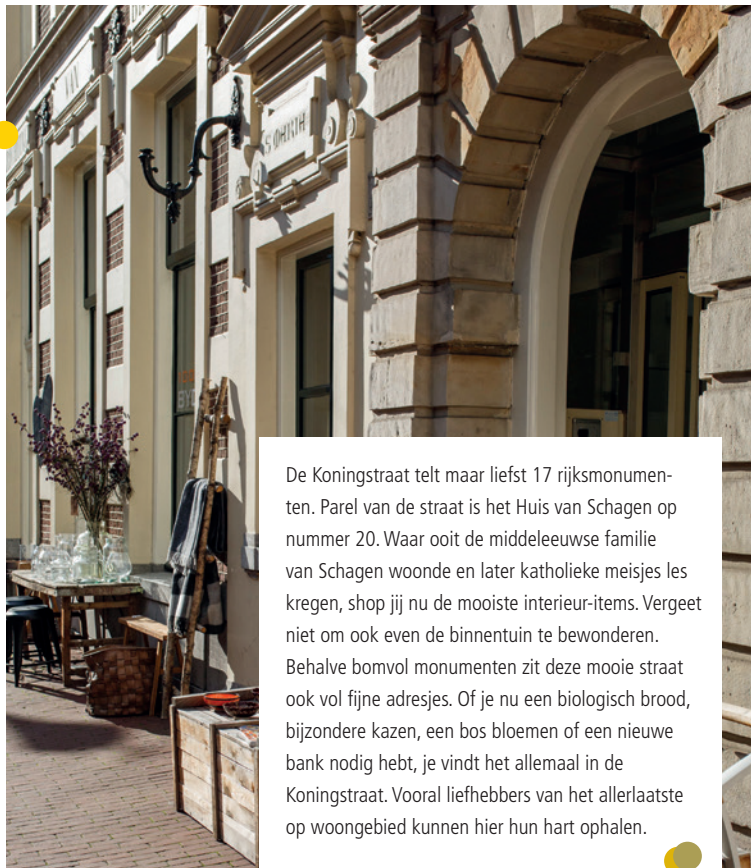 VAN
De Koningstraat telt maar liefst 17 rijksmonumen-
ten. Parel van de straat is het Huis van Schagen op
nummer 20. Waar ooit de middeleeuwse familie
van Schagen woonde en later katholieke meisjes les
kregen, shop jij nu de mooiste interieur-items. Vergeet
niet om ook even de binnentuin te bewonderen.
Behalve bomvol monumenten zit deze mooie straat
ook vol fijne adresjes. Of je nu een biologisch brood,
bijzondere kazen, een bos bloemen of een nieuwe
bank nodig hebt, je vindt het allemaal in de
Koningstraat. Vooral liefhebbers van het allerlaatste
op woongebied kunnen hier hun hart ophalen.